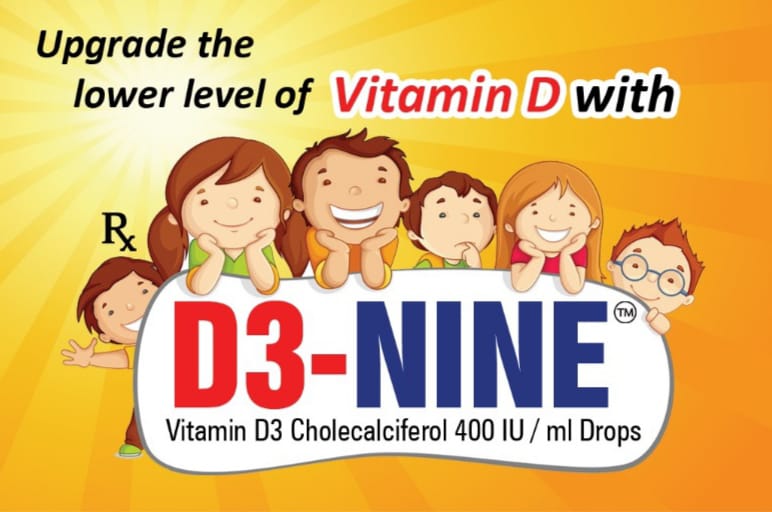 Upgrade the
lower level of Vitamin D with
Rx
D3-NINE™
Vitamin D3 Cholecalciferol 400 IU / ml Drops